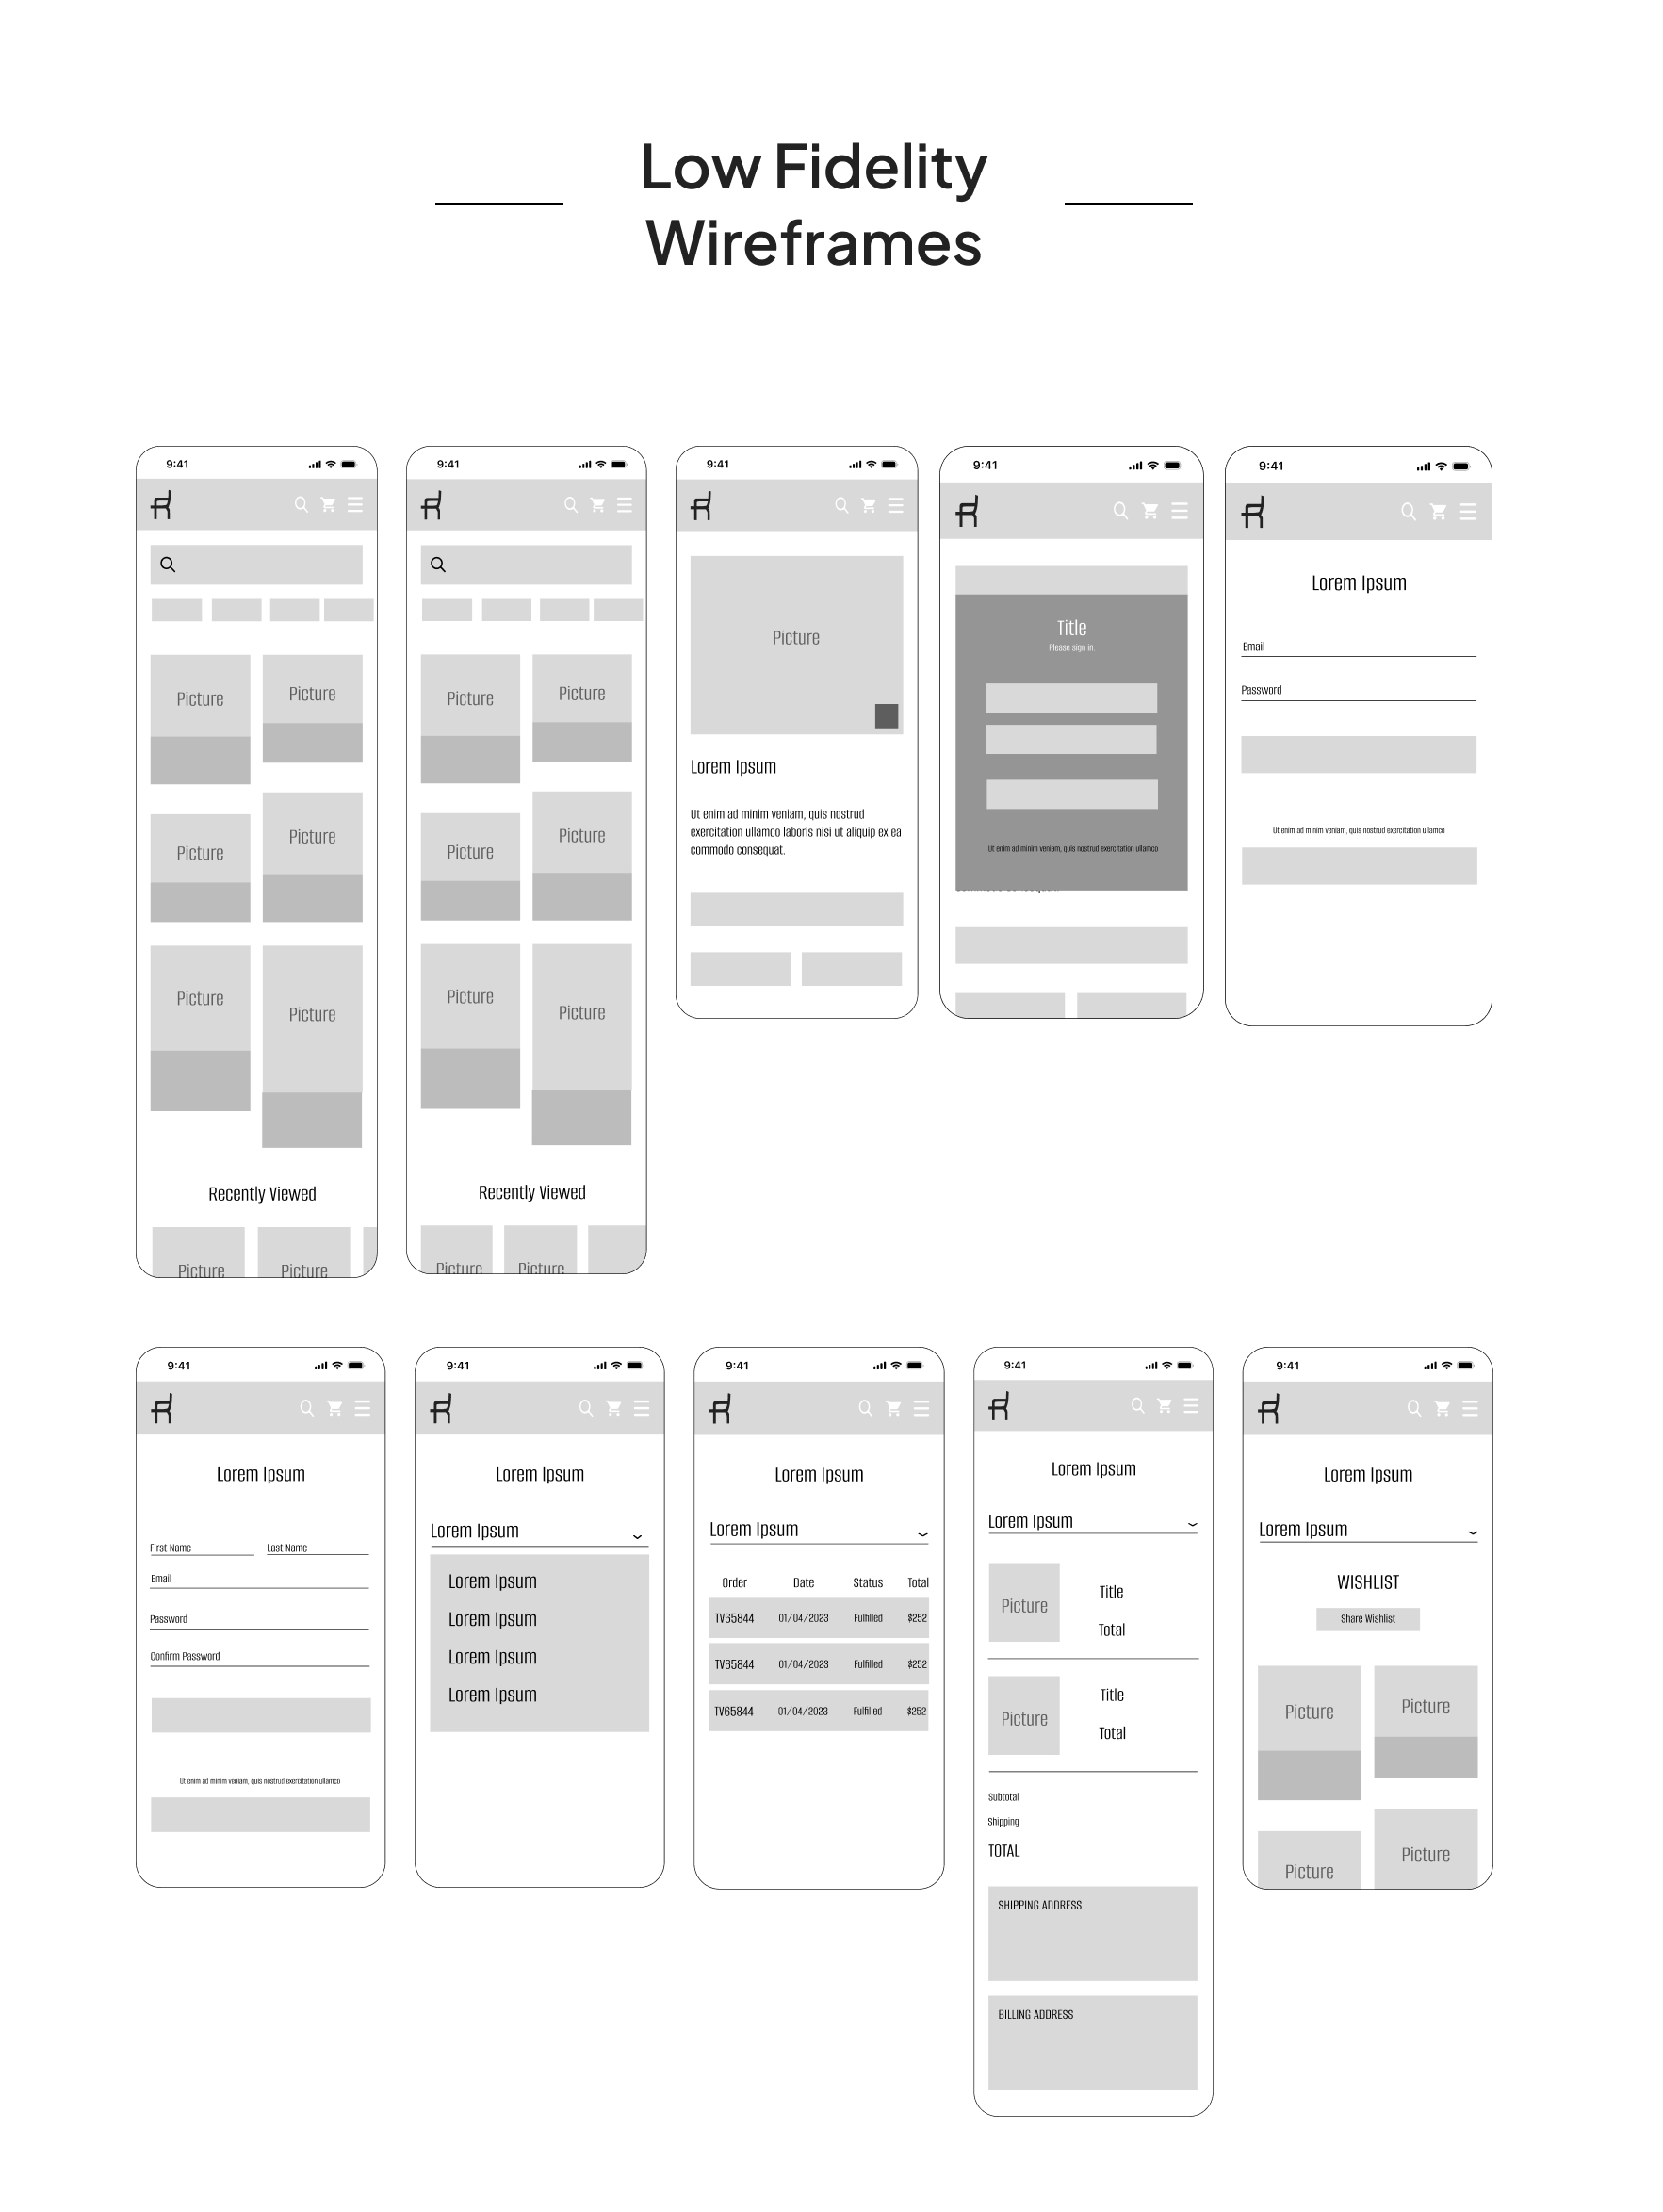 Low Fidelity
Wireframes
9:41
Picture
Picture
Picture
Picture
Picture
Picture
Recently Viewed
Picture
Picture
9:41
Picture
Picture
Picture
Picture
Picture
Picture
Recently Viewed
Picture
Picture
9:41
Picture
Lorem Ipsum
Ut enim ad minim veniam, quis nostrud
exercitation ullamco laboris nisi ut aliquip ex ea
commodo consequat.
9:41
Title
Please sign in.
Ut enim ad minim veniam, quis nostrud exercitation ullamco
9:41
Lorem Ipsum
Email
Password
Ut enim ad minim veniam, quis nostrud exercitation ullamco
9:41
Lorem Ipsum
First Name Last Name
Email
Password
Confirm Password
Ut enim ad minim veniam, quis nostrud exercitation ullamco
9:41
Lorem Ipsum
Lorem Ipsum
Lorem Ipsum
Lorem Ipsum
Lorem Ipsum
Lorem Ipsum
9:41
Lorem Ipsum
Lorem Ipsum
Order Date Status Total
TV65844 01/04/2023 Fulfilled $252
TV65844 01/04/2023 Fulfilled $252
TV65844 01/04/2023 Fulfilled $252
9:41
Lorem Ipsum
Lorem Ipsum
Picture
Title
Total
Picture
Title
Total
Subtotal
Shipping
TOTAL
SHIPPING ADDRESS
BILLING ADDRESS
9:41
Lorem Ipsum
Lorem Ipsum
WISHLIST
Share Wishlist
Picture
Picture
Picture
Picture